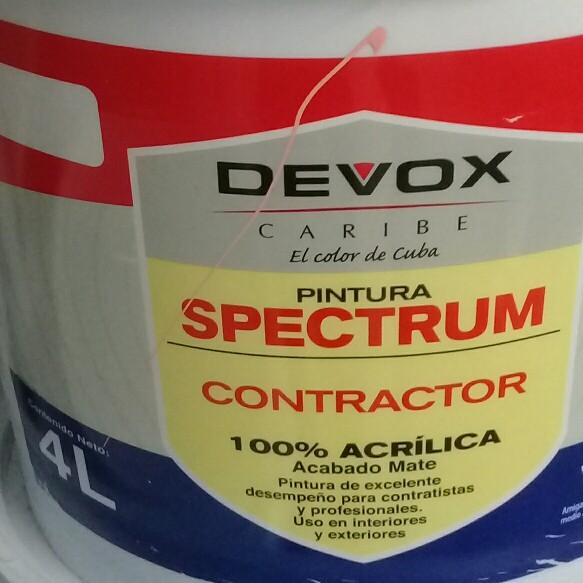 DEVOX
CARIBE
El color de Cuba
PINTURA
SPECTRUM
CONTRACTOR
100% ACRÍLICA
Acabado Mate
Pintura de excelente
desempeño para contratistas
y profesionales.
Uso en interiores
y exteriores
Contenido Neto:
4L
medio